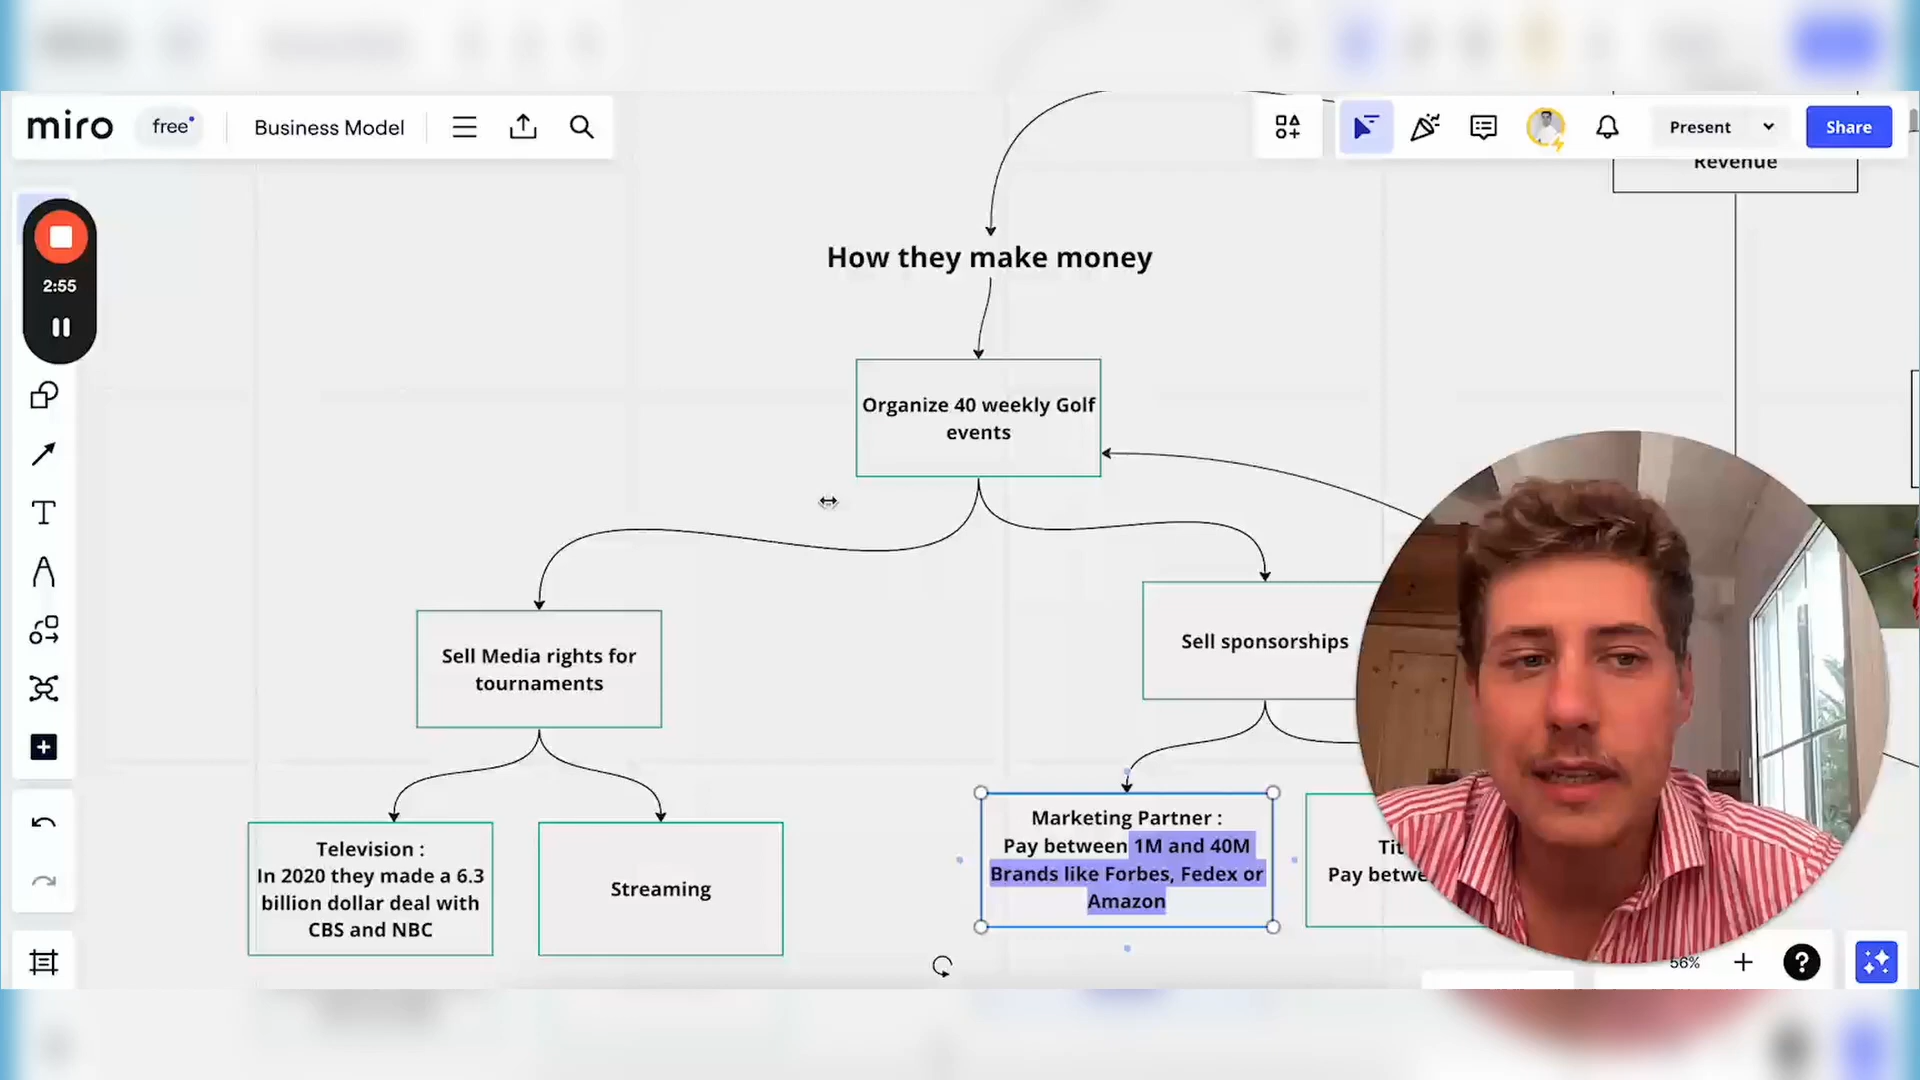 miro
free
Business Model
Present
Share
Revenue
2:55
How they make money
Organize 40 weekly Golf
events
Sell Media rights for
tournaments
Sell sponsorships
Television :
In 2020 they made a 6.3
billion dollar deal with
CBS and NBC
Streaming
Marketing Partner :
Pay between 1M and 40M
Brands like Forbes, Fedex or
Amazon
Pay
56%